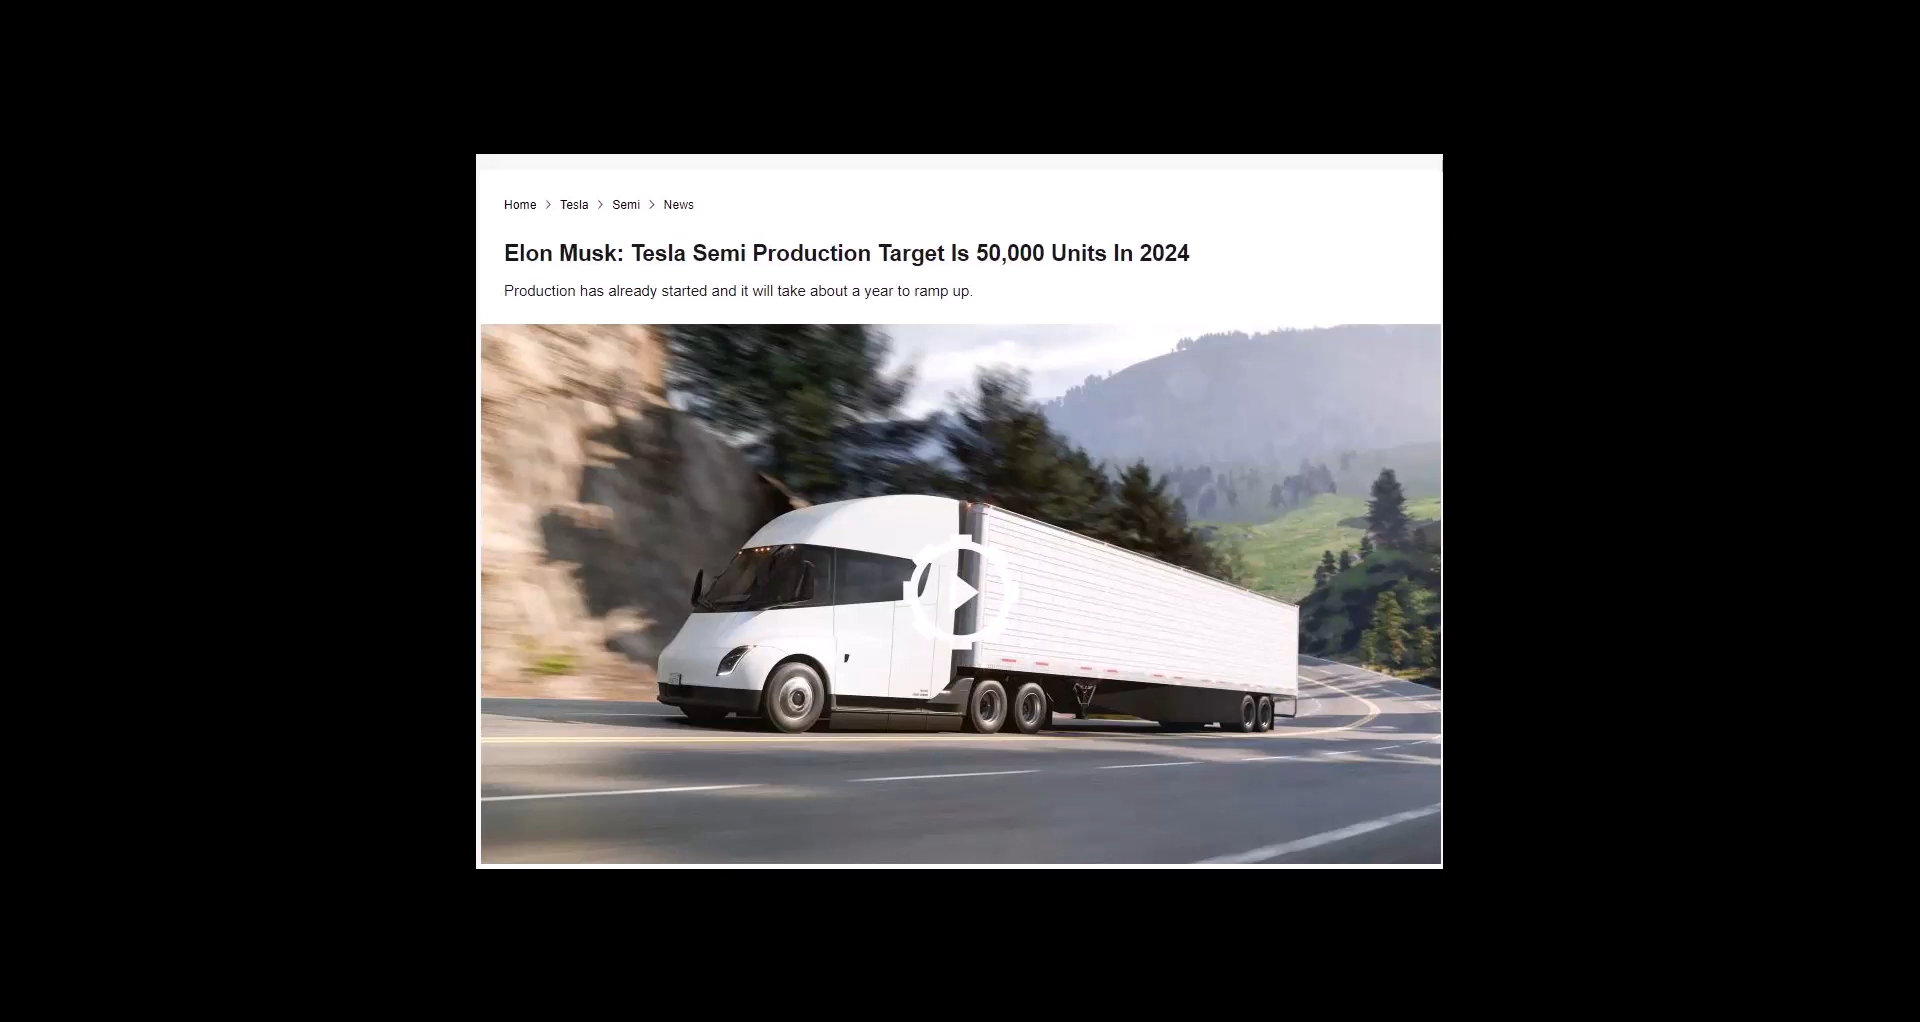 Home > Tesla > Semi > News
Elon Musk: Tesla Semi Production Target Is 50,000 Units In 2024
Production has already started and it will take about a year to ramp up.